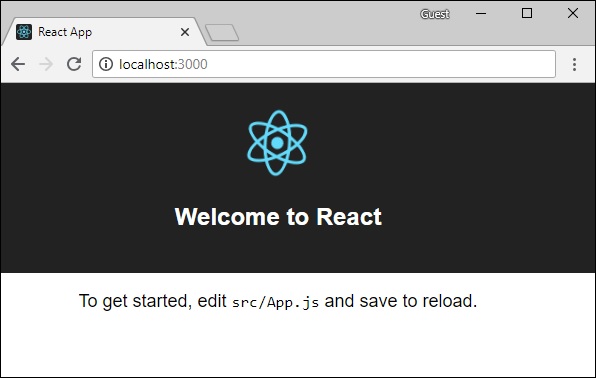 Guest
React App
localhost:3000
Welcome to React
To get started, edit src/App.js and save to reload.